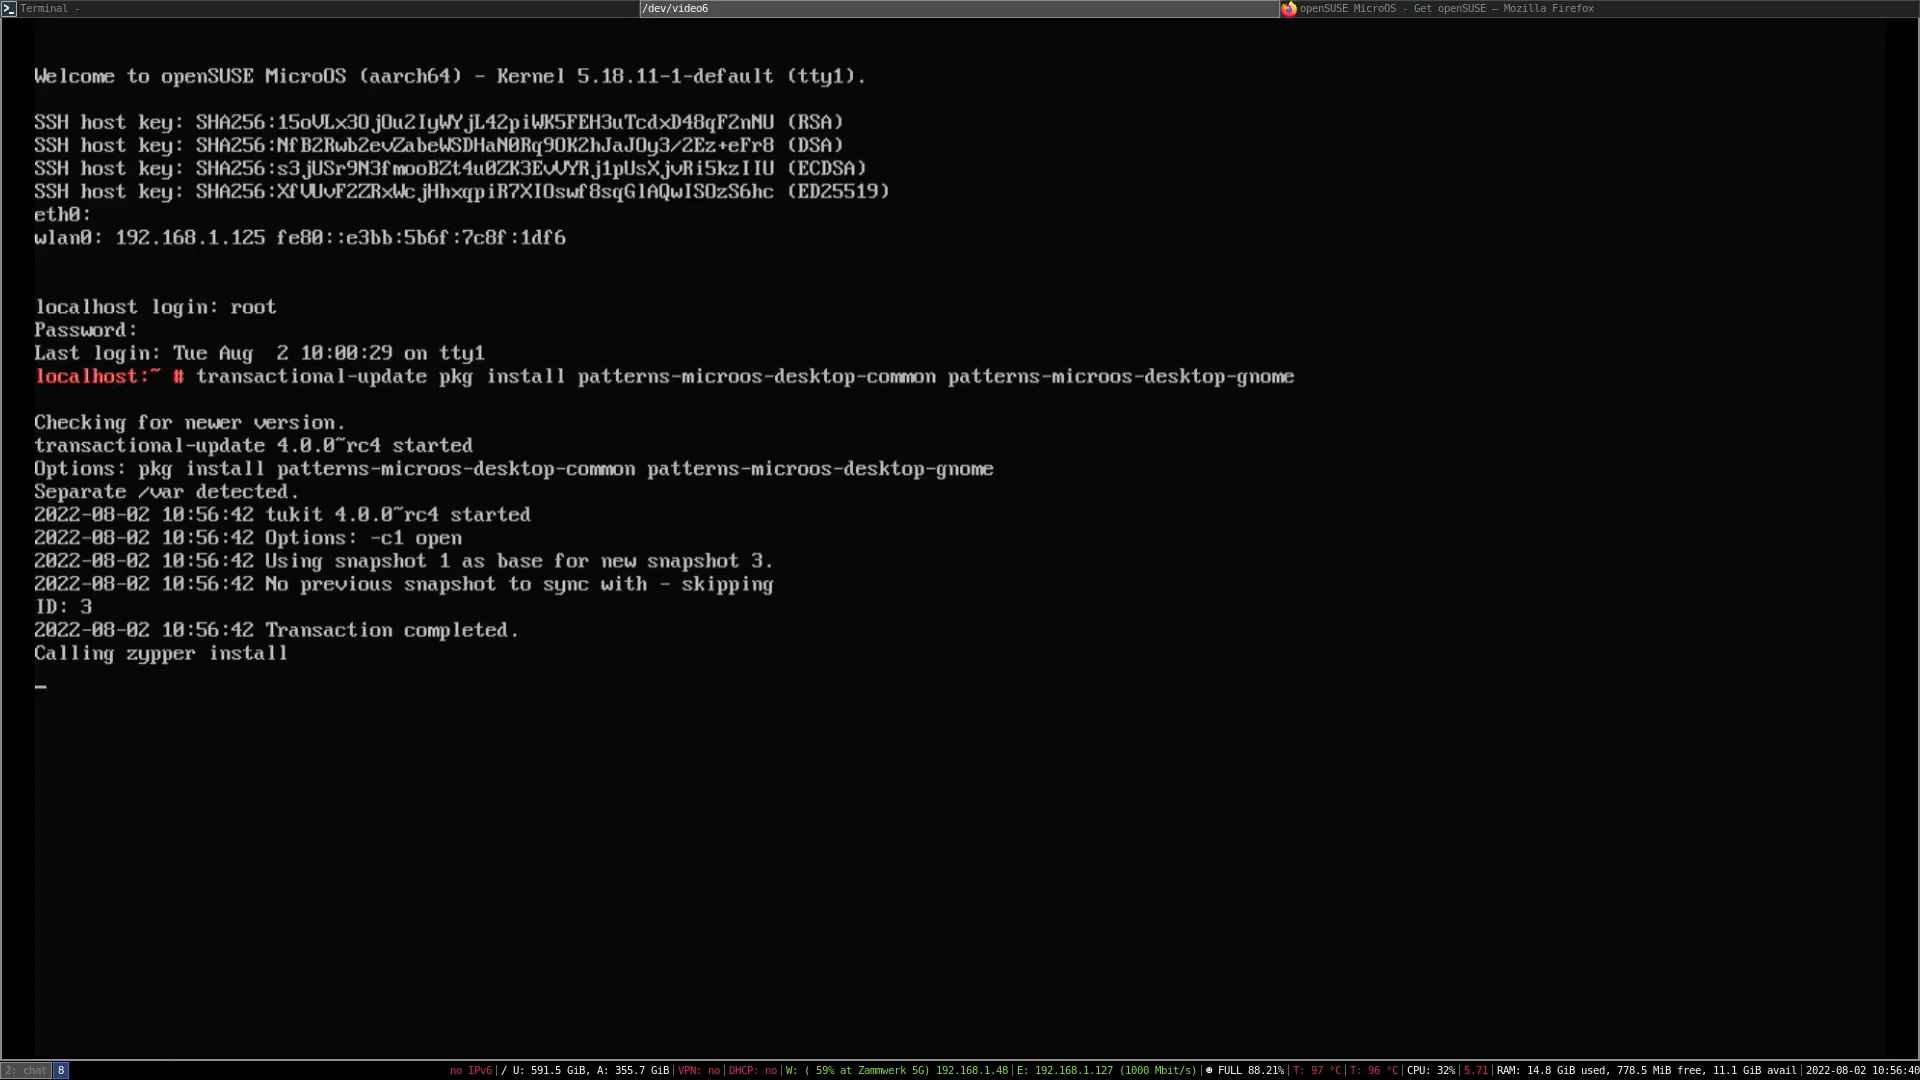 Terminal -
/dev/video6
openSUSE MicroOS - Get openSUSE — Mozilla Firefox
Welcome to openSUSE MicroOS (aarch64) - Kernel 5.18.11-1-default (tty1).
SSH host key: SHA256:15oVLx3OjOu2IyWYjL42piWK5FEH3uTcdxD48qF2nNU (RSA)
SSH host key: SHA256:NfB2Rwb2evZabeWSDHaN0Rq9OK2hJaJOy3/2Ez+eFr8 (DSA)
SSH host key: SHA256:s3jUSr9N3fmooBZt4u0ZK3EvVYRj1pUsXjvRi5kzIIU (ECDSA)
SSH host key: SHA256:XfVUvF2ZRxWcjHhxqpiR7XIOswf8sqGlAQwISOzS6hc (ED25519)
eth0:
wlan0: 192.168.1.125 fe80::e3bb:5b6f:7c8f:1df6
localhost login: root
Password:
Last login: Tue Aug  2 10:00:29 on tty1
localhost:~ # transactional-update pkg install patterns-microos-desktop-common patterns-microos-desktop-gnome
Checking for newer version.
transactional-update 4.0.0~rc4 started
Options: pkg install patterns-microos-desktop-common patterns-microos-desktop-gnome
Separate /var detected.
2022-08-02 10:56:42 tukit 4.0.0~rc4 started
2022-08-02 10:56:42 Options: -c1 open
2022-08-02 10:56:42 Using snapshot 1 as base for new snapshot 3.
2022-08-02 10:56:42 No previous snapshot to sync with - skipping
ID: 3
2022-08-02 10:56:42 Transaction completed.
Calling zypper install
2: chat 8 no IPv6|/ U: 591.5 GiB, A: 355.7 GiB|VPN: no|DHCP: no|W: ( 59% at Zammwerk 5G) 192.168.1.48|E: 192.168.1.127 (1000 Mbit/s)|☻ FULL 88.21%|T: 97 °C|T: 96 °C|CPU: 32%|5.71|RAM: 14.8 GiB used, 778.5 MiB free, 11.1 GiB avail|2022-08-02 10:56:40